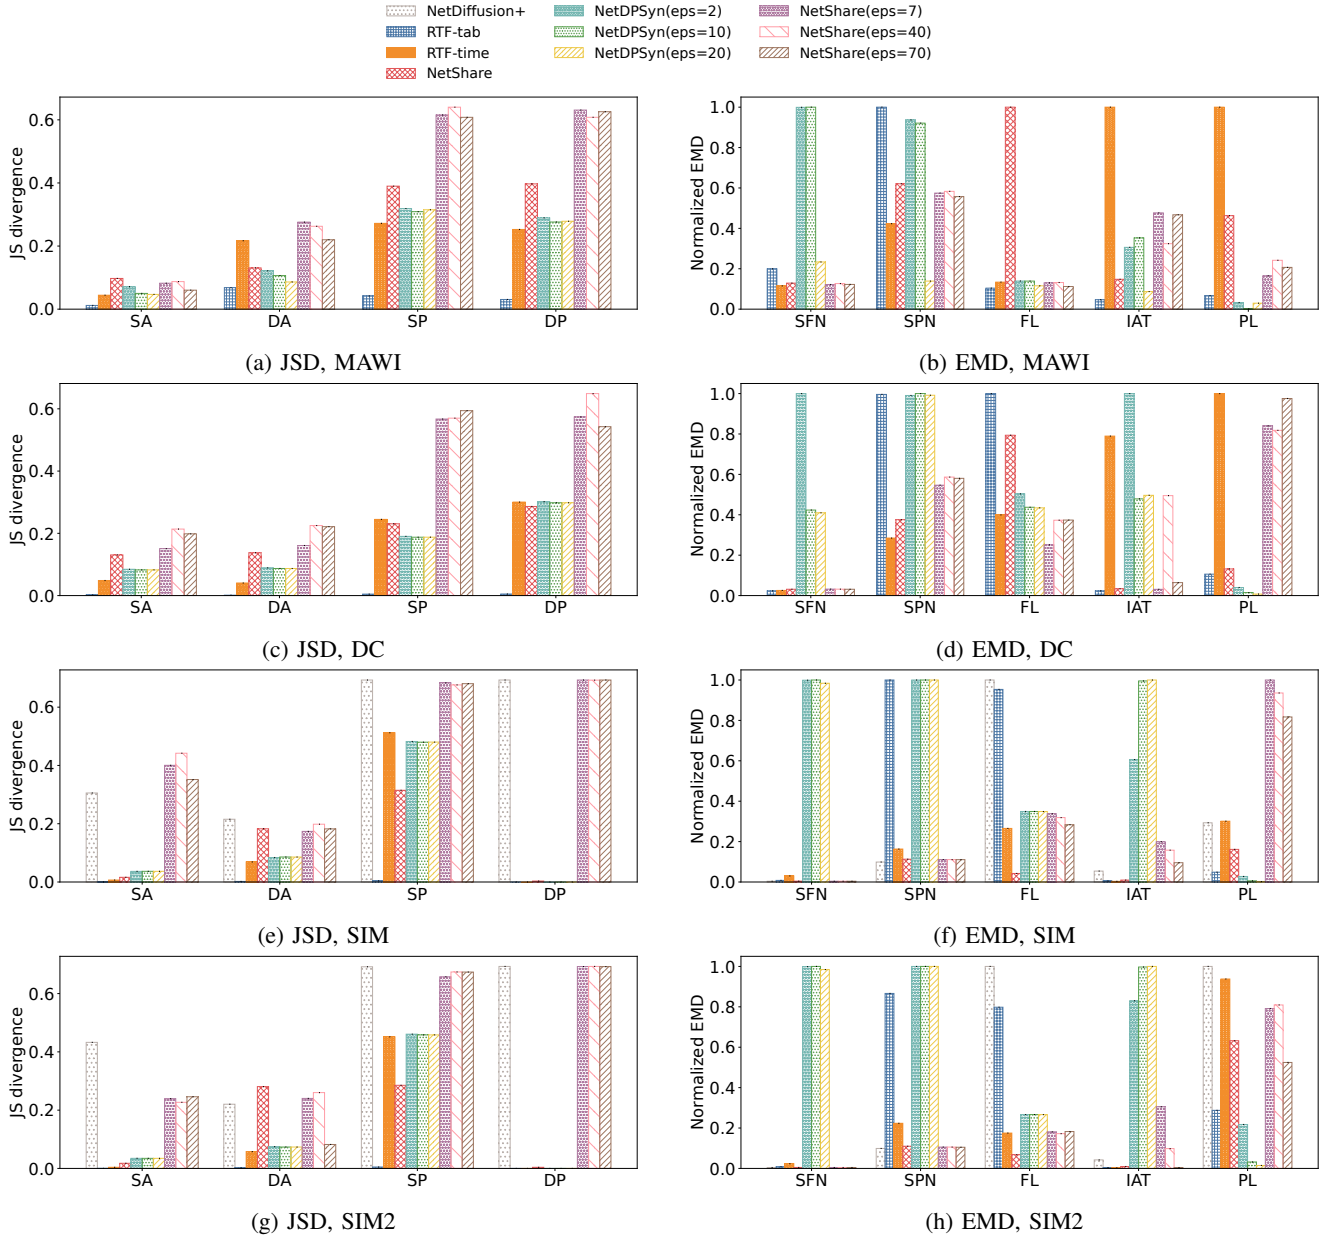 NetDiffusion+
RTF-tab
RTF-time
NetShare
NetDPSyn(eps=2)
NetDPSyn(eps=10)
NetDPSyn(eps=20)
NetShare(eps=7)
NetShare(eps=40)
NetShare(eps=70)
JS divergence
0.6
0.4
0.2
0.0
SA DA SP DP
(a) JSD, MAWI
Normalized EMD
1.0
0.8
0.6
0.4
0.2
0.0
SFN SPN FL IAT PL
(b) EMD, MAWI
JS divergence
0.6
0.4
0.2
0.0
SA DA SP DP
(c) JSD, DC
Normalized EMD
1.0
0.8
0.6
0.4
0.2
0.0
SFN SPN FL IAT PL
(d) EMD, DC
JS divergence
0.6
0.4
0.2
0.0
SA DA SP DP
(e) JSD, SIM
Normalized EMD
1.0
0.8
0.6
0.4
0.2
0.0
SFN SPN FL IAT PL
(f) EMD, SIM
JS divergence
0.6
0.4
0.2
0.0
SA DA SP DP
(g) JSD, SIM2
Normalized EMD
1.0
0.8
0.6
0.4
0.2
0.0
SFN SPN FL IAT PL
(h) EMD, SIM2